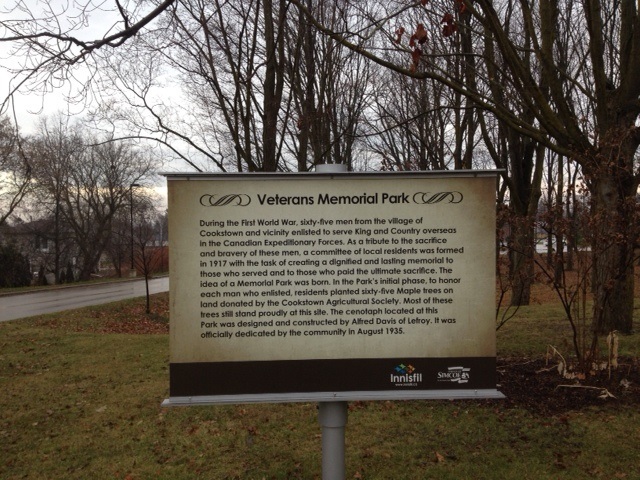 Veterans Memorial Park
During the First World War, sixty-five men from the village of
Cookstown and vicinity enlisted to serve King and Country overseas
in the Canadian Expeditionary Forces. As a tribute to the sacrifice
and bravery of these men, a committee of local residents was formed
in 1917 with the task of creating a dignified and lasting memorial to
those who served and to those who paid the ultimate sacrifice. The
idea of a Memorial Park was born. In the Park's initial phase, to honor
each man who enlisted, residents planted sixty-five Maple trees on
land donated by the Cookstown Agricultural Society. Most of these
trees still stand proudly at this site. The cenotaph located at this
Park was designed and constructed by Alfred Davis of Lefroy. It was
officially dedicated by the community in August 1935.
Innisfil
SIMCOE